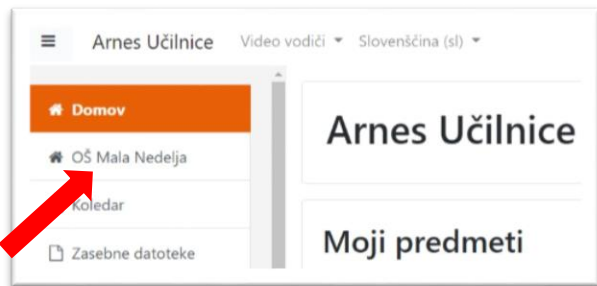 Arnes Učilnice Video vodiči Slovenščina (sl)
Domov
OŠ Mala Nedelja
Koledar
Zasebne datoteke
Arnes Učilnice
Moji predmeti